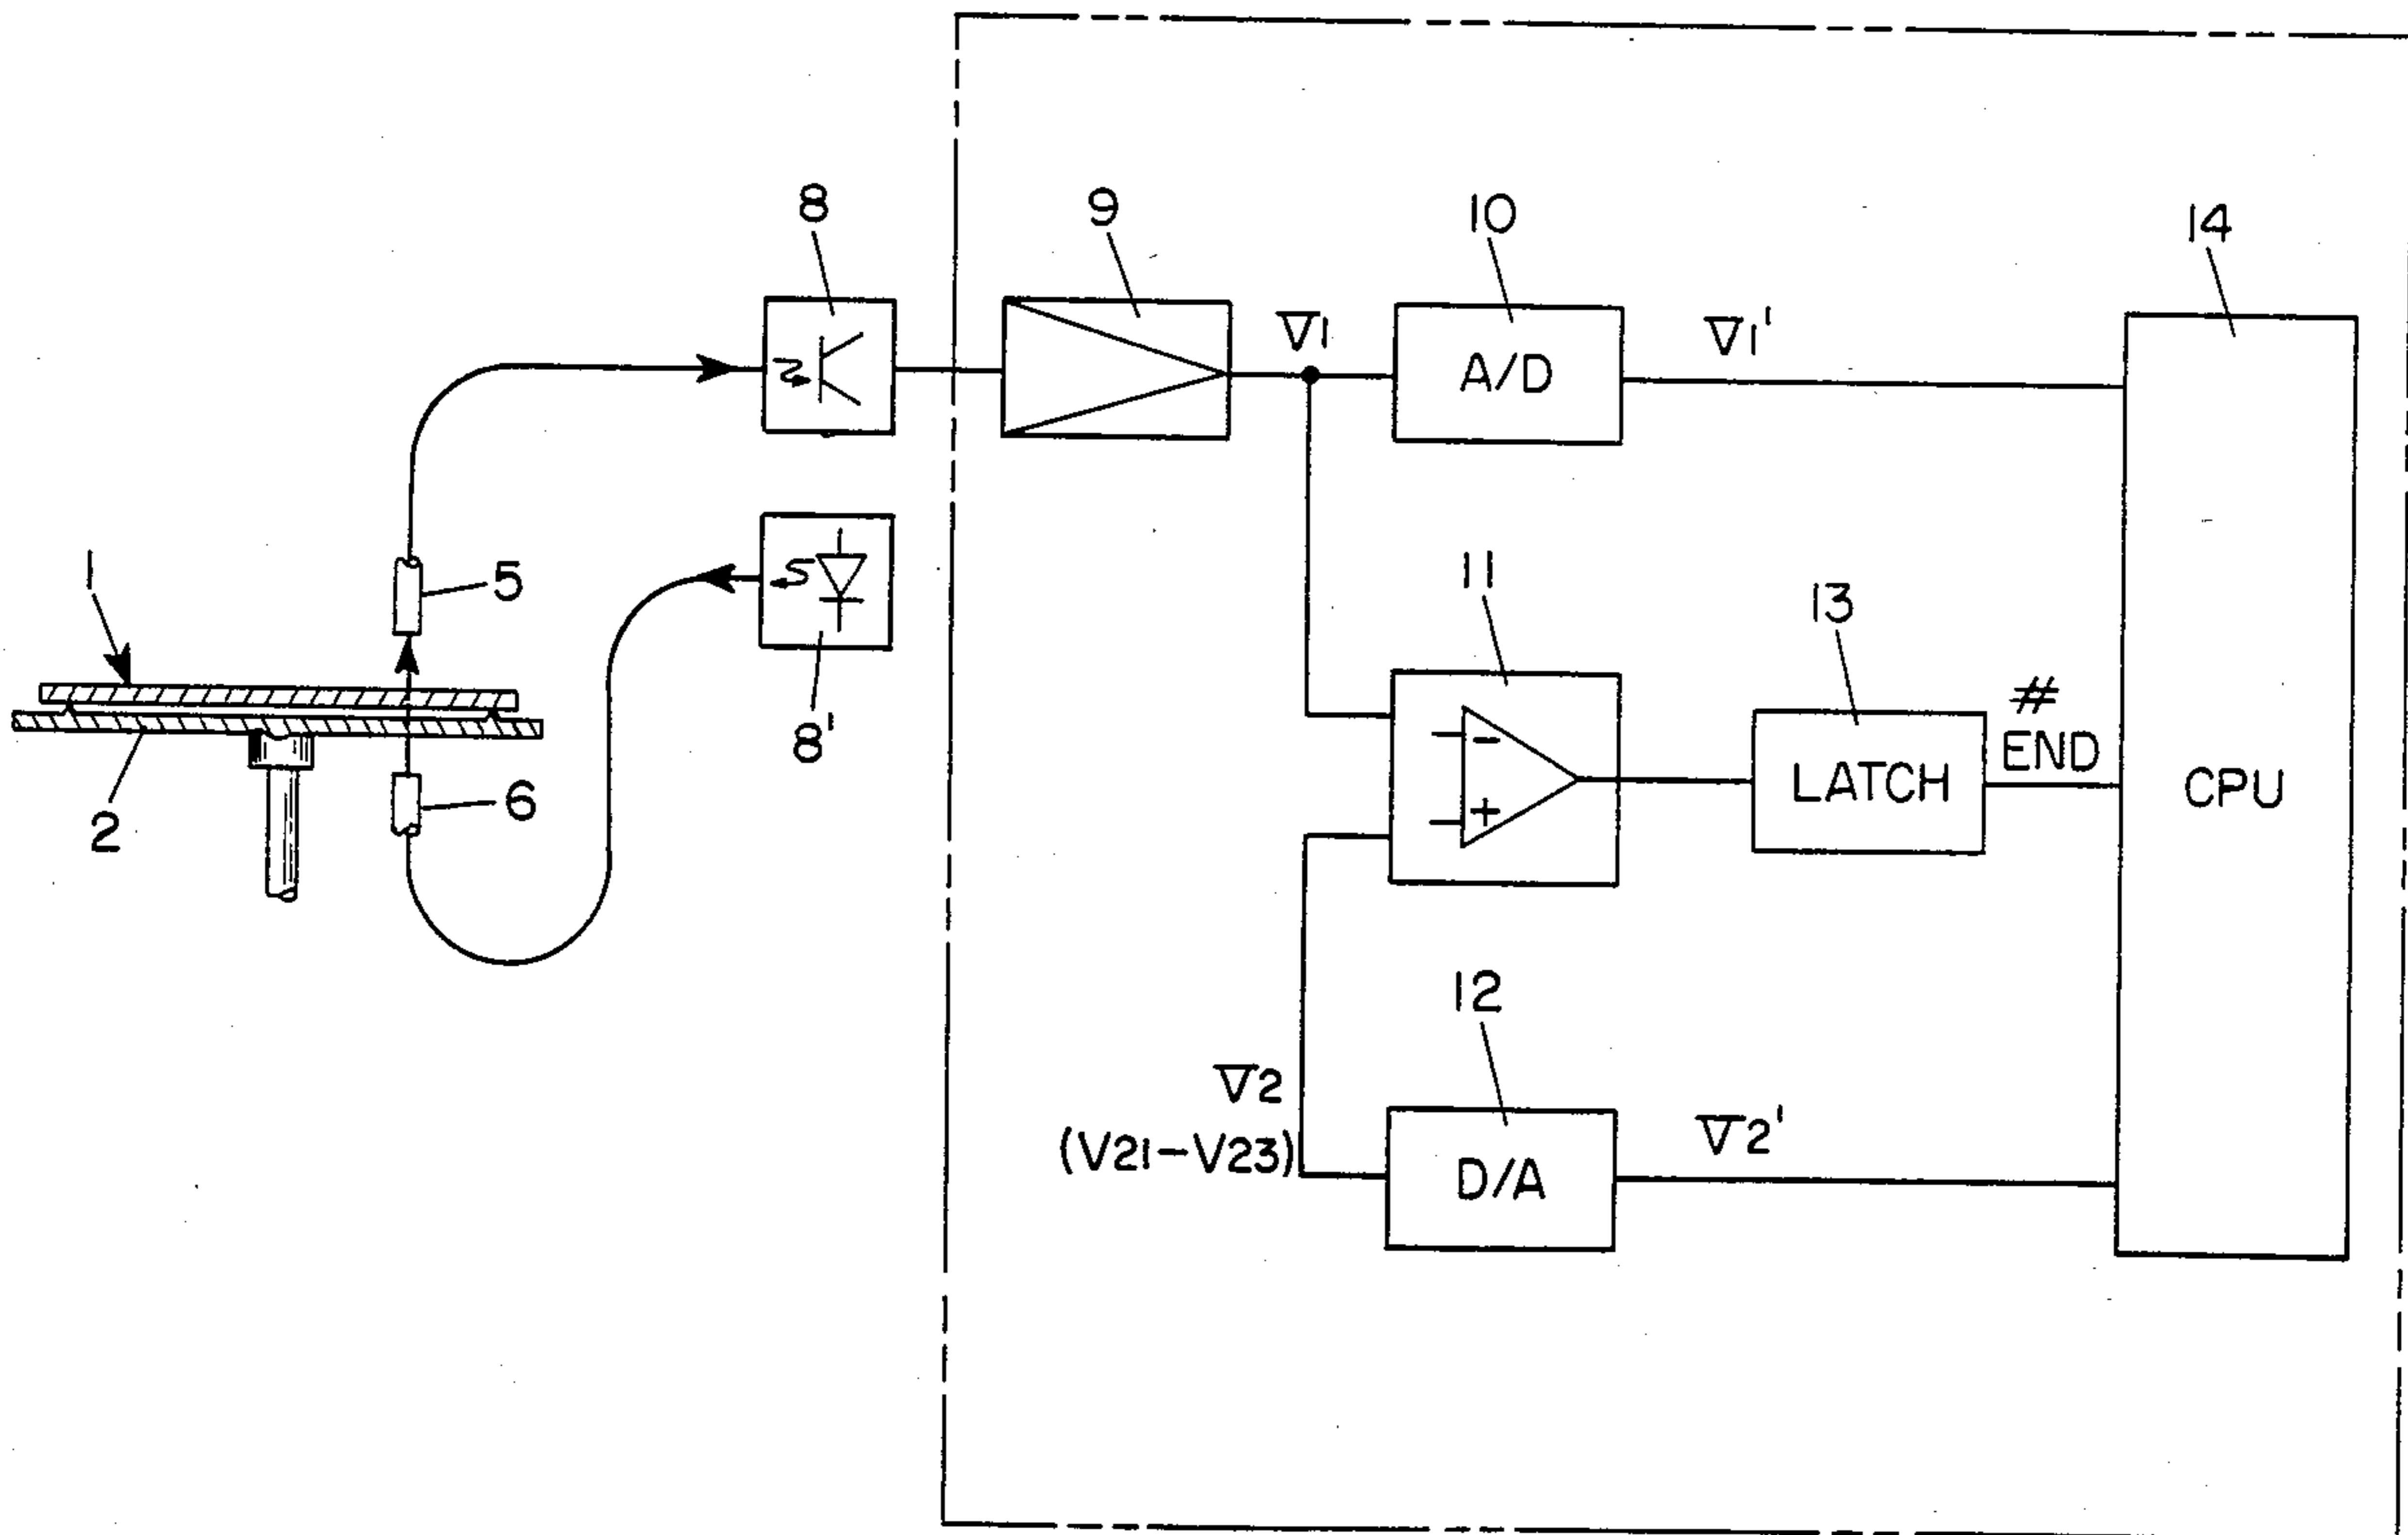 8
9
10
14
V1
V1'
A/D
1
5
11
13
8'
#
END
-
+
LATCH
CPU
2
6
12
V2
(V21-V23)
V2'
D/A